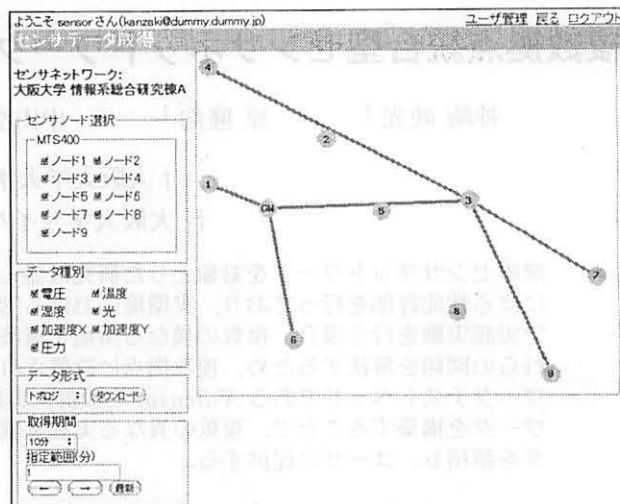 ようこそ sensor さん(kanzaki@dummy.dummy.jp)
ユーザ管理 戻る ログアウト
センサデータ取得
センサネットワーク:
大阪大学 情報系総合研究棟A
センサノード選択
MTS400
ノード1 ノード2
ノード3 ノード4
ノード5 ノード6
ノード7 ノード8
ノード9
データ種別
電圧 温度
湿度 光
加速度X 加速度Y
圧力
データ形式
トポロジ ダウンロード
取得期間
10分
指定範囲(分)
← → 最新
4
2
1
GW
5
3
7
6
8
9